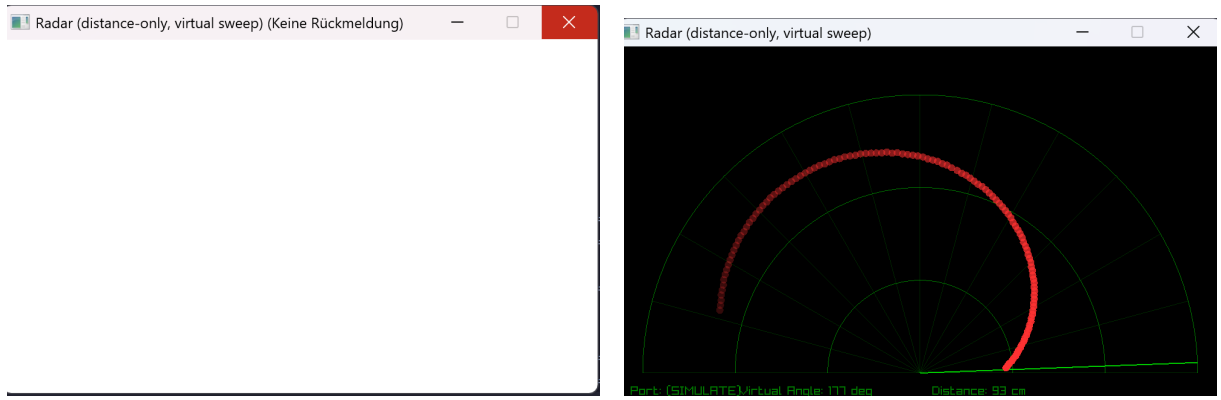 Radar (distance-only, virtual sweep) (Keine Rückmeldung)
Radar (distance-only, virtual sweep)
Port: (SIMULATE)Virtual Angle: 177 deg Distance: 93 cm